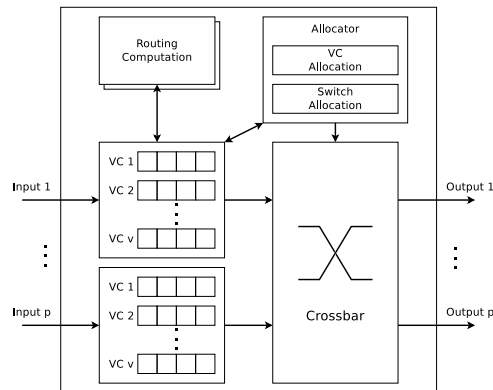 Routing
Computation
Allocator
VC
Allocation
Switch
Allocation
Input 1
VC 1
VC 2
VC v
Output 1
Input p
VC 1
VC 2
VC v
Crossbar
Output p